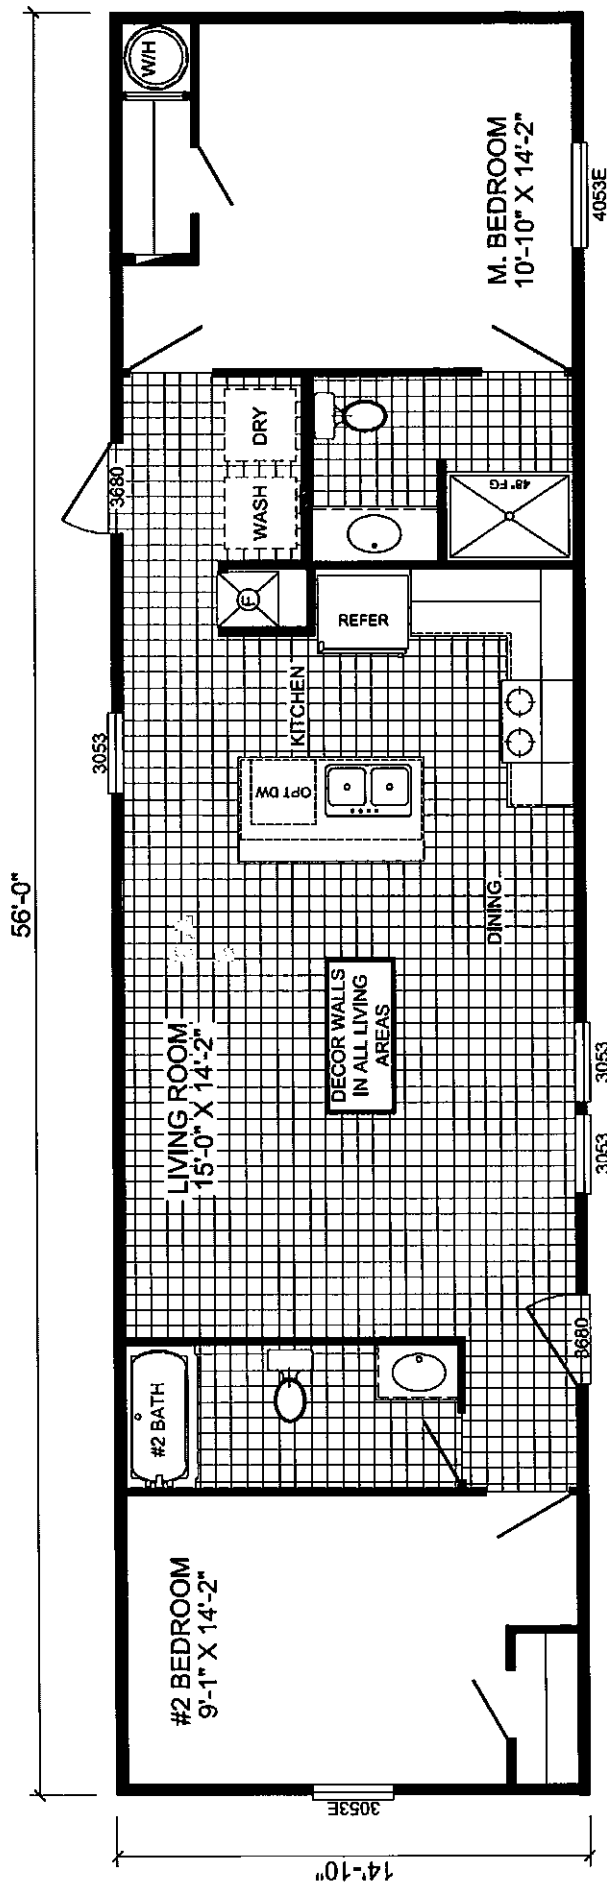 56'-0"
14'-10"
#2 BEDROOM
9'-1" X 14'-2"
3053E
#2 BATH
LIVING ROOM
15'-0" X 14'-2"
DECOR WALLS
IN ALL LIVING
AREAS
3680
3053
3053
DINING
KITCHEN
OPT DW
3053
REFER
F
WASH
DRY
3680
48" FG
M. BEDROOM
10'-10" X 14'-2"
4053E
W/H